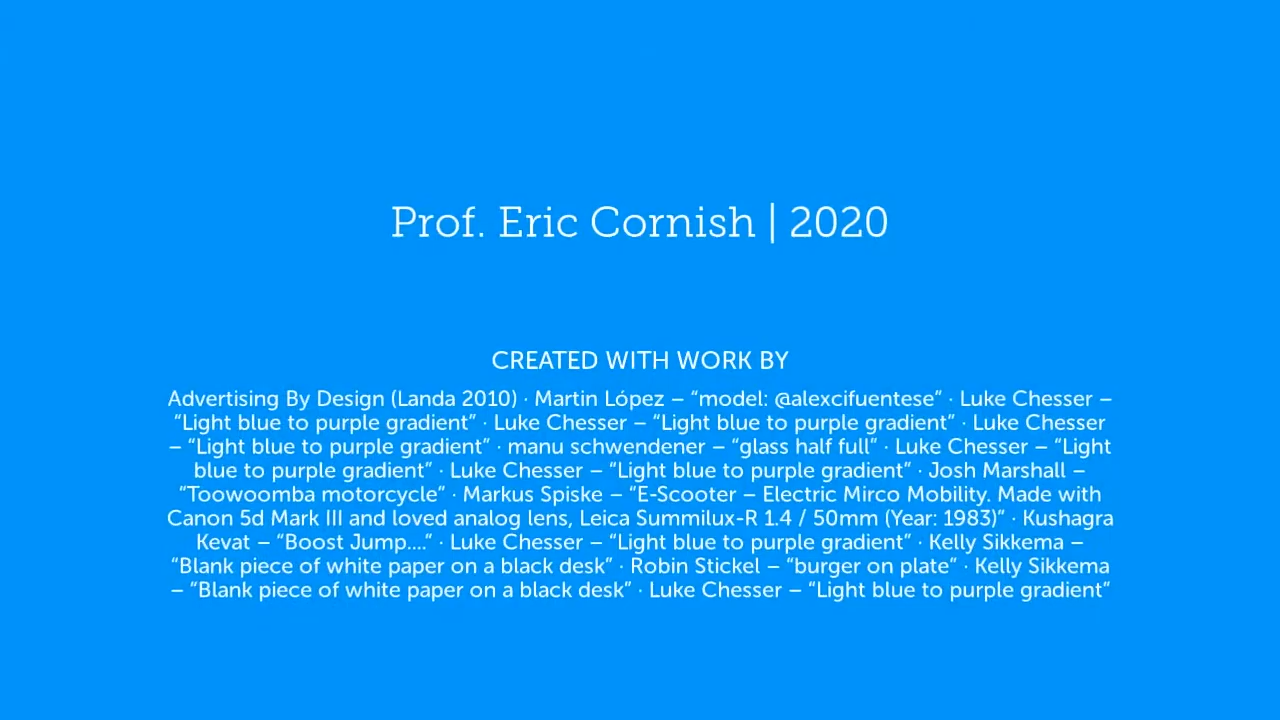 Prof. Eric Cornish | 2020
CREATED WITH WORK BY
Advertising By Design (Landa 2010) · Martin López – “model: @alexcifuentese” · Luke Chesser –
“Light blue to purple gradient” · Luke Chesser – “Light blue to purple gradient” · Luke Chesser
– “Light blue to purple gradient” · manu schwendener – “glass half full” · Luke Chesser – “Light
blue to purple gradient” · Luke Chesser – “Light blue to purple gradient” · Josh Marshall –
“Toowoomba motorcycle” · Markus Spiske – “E-Scooter – Electric Mirco Mobility. Made with
Canon 5d Mark III and loved analog lens, Leica Summilux-R 1.4 / 50mm (Year: 1983)” · Kushagra
Kevat – “Boost Jump....” · Luke Chesser – “Light blue to purple gradient” · Kelly Sikkema –
“Blank piece of white paper on a black desk” · Robin Stickel – “burger on plate” · Kelly Sikkema
– “Blank piece of white paper on a black desk” · Luke Chesser – “Light blue to purple gradient”